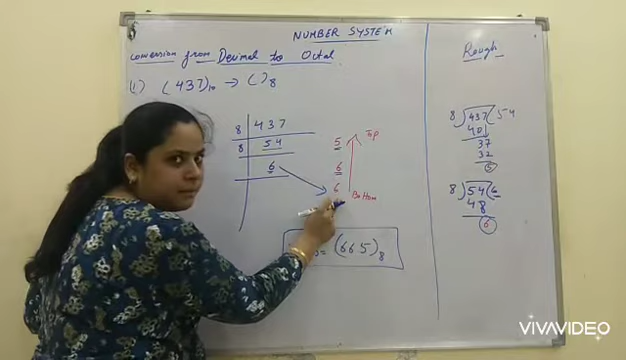 NUMBER SYSTEM
conversion from Decimal to Octal
(1) (437)10 → ( )8
8 437
8 54
6
5 Top
6
6 Bottom
= (665)8
Rough
8)437(54
40↓
37
32
5
8)54(6
48
6
VIVAVIDEO